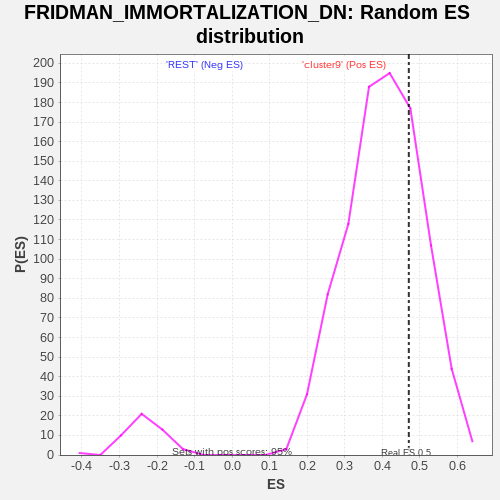 FRIDMAN_IMMORTALIZATION_DN: Random ES
distribution
'REST' (Neg ES)
'cluster9' (Pos ES)
200
190
180
170
160
150
140
130
120
110
100
90
80
70
60
50
40
30
20
10
0
P(ES)
Sets with pos scores: 95%
Real ES 0.5
-0.4 -0.3 -0.2 -0.1 0.0 0.1 0.2 0.3 0.4 0.5 0.6
ES